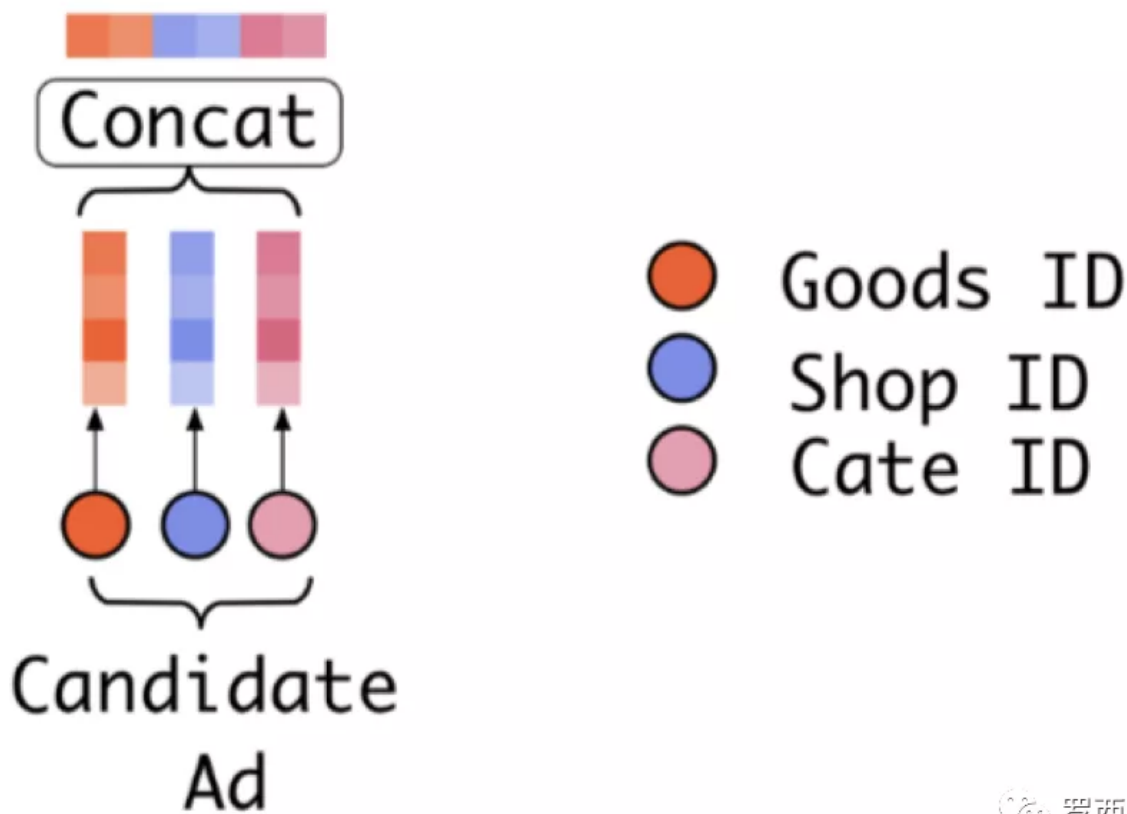 Concat
Goods ID
Shop ID
Cate ID
Candidate
Ad